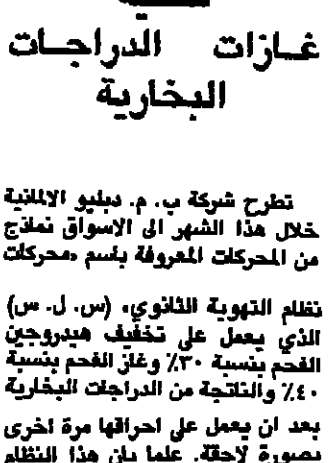 غازات الدراجات
البخارية
تطرح شركة ب. م. دبليو الالمانية
خلال هذا الشهر الى الاسواق نماذج
من المحركات المعروفة باسم «محركات
نظام التهوية الثانوي» (س. ل. س)
الذي يعمل على تخفيف هيدروجين
الفحم بنسبة ٣٠٪ وغاز الفحم بنسبة
٤٠٪ والناتجة من الدراجات البخارية
بعد ان يعمل على احراقها مرة اخرى
بصورة لاحقة. علما بان هذا النظام